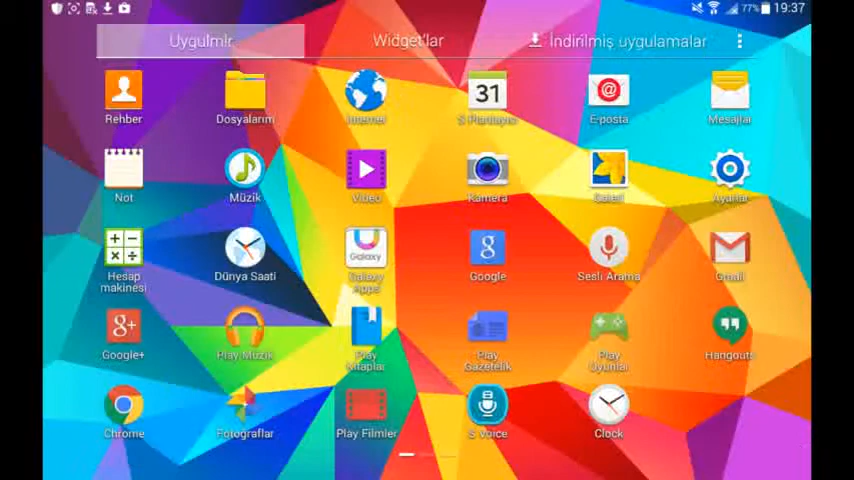 77% 19:37
Uygulmlr Widget'lar İndirilmiş uygulamalar
Rehber Dosyalarım Internet 31 S Planlayıcı @ E-posta Mesajlar
Not Müzik Video Kamera Galeri Ayarlar
Galaxy
Hesap makinesi Dünya Saati Galaxy Apps Google Sesli Arama Gmail
Google+ Play Müzik Play Kitaplar Play Gazetelik Play Oyunlar Hangouts
Chrome Fotoğraflar Play Filmler S Voice Clock